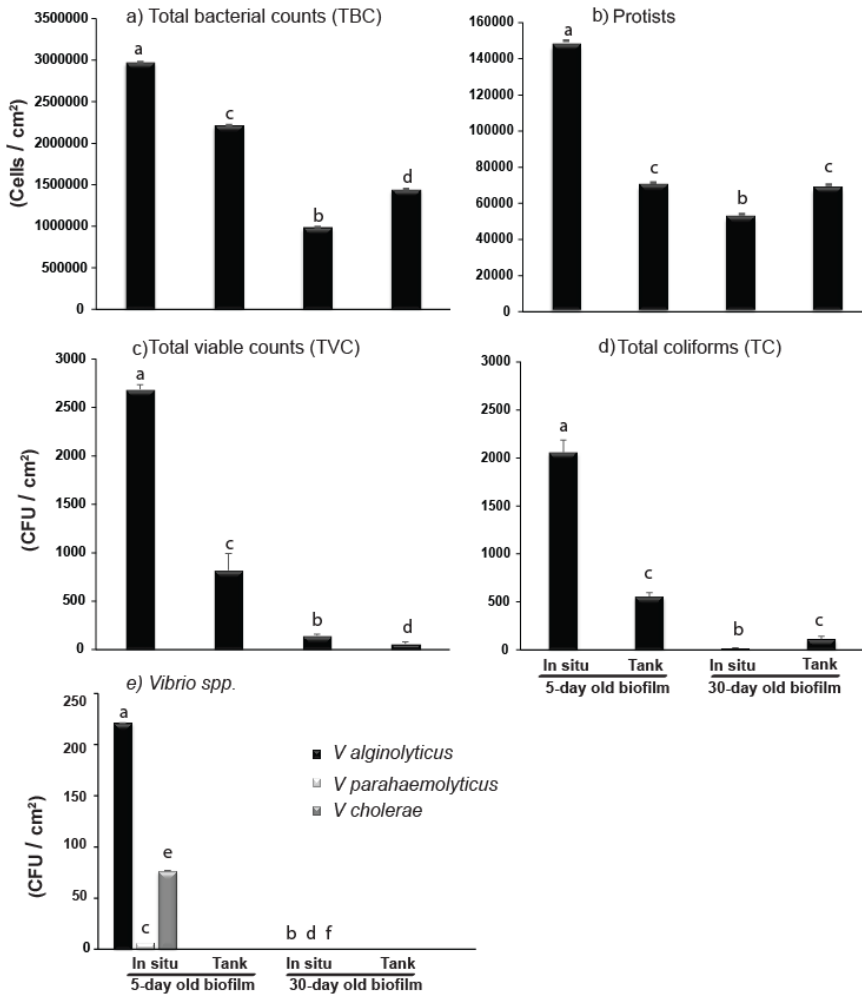 a) Total bacterial counts (TBC)
(Cells / cm²)
3500000
3000000
2500000
2000000
1500000
1000000
500000
0
a
c
b
d
b) Protists
160000
140000
120000
100000
80000
60000
40000
20000
0
a
c
b
c
c)Total viable counts (TVC)
(CFU / cm²)
3000
2500
2000
1500
1000
500
0
a
c
b
d
d) Total coliforms (TC)
3000
2500
2000
1500
1000
500
0
a
c
b
c
In situ Tank In situ Tank
5-day old biofilm 30-day old biofilm
e) Vibrio spp.
(CFU / cm²)
250
200
150
100
50
0
a
c
e
b d f
V alginolyticus
V parahaemolyticus
V cholerae
In situ Tank In situ Tank
5-day old biofilm 30-day old biofilm